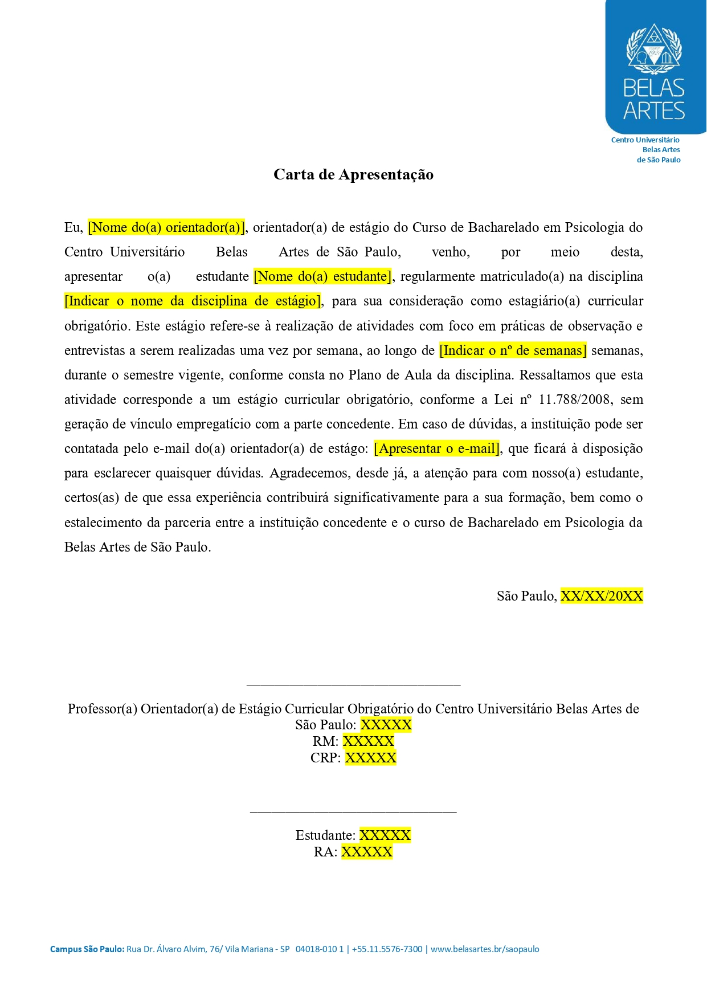 BELAS
ARTES
Centro Universitário
Belas Artes
de São Paulo
Carta de Apresentação
Eu, [Nome do(a) orientador(a)], orientador(a) de estágio do Curso de Bacharelado em Psicologia do
Centro Universitário Belas Artes de São Paulo, venho, por meio desta,
apresentar o(a) estudante [Nome do(a) estudante], regularmente matriculado(a) na disciplina
[Indicar o nome da disciplina de estágio], para sua consideração como estagiário(a) curricular
obrigatório. Este estágio refere-se à realização de atividades com foco em práticas de observação e
entrevistas a serem realizadas uma vez por semana, ao longo de [Indicar o nº de semanas] semanas,
durante o semestre vigente, conforme consta no Plano de Aula da disciplina. Ressaltamos que esta
atividade corresponde a um estágio curricular obrigatório, conforme a Lei nº 11.788/2008, sem
geração de vínculo empregatício com a parte concedente. Em caso de dúvidas, a instituição pode ser
contatada pelo e-mail do(a) orientador(a) de estágo: [Apresentar o e-mail], que ficará à disposição
para esclarecer quaisquer dúvidas. Agradecemos, desde já, a atenção para com nosso(a) estudante,
certos(as) de que essa experiência contribuirá significativamente para a sua formação, bem como o
estalecimento da parceria entre a instituição concedente e o curso de Bacharelado em Psicologia da
Belas Artes de São Paulo.
São Paulo, XX/XX/20XX
Professor(a) Orientador(a) de Estágio Curricular Obrigatório do Centro Universitário Belas Artes de
São Paulo: XXXXX
RM: XXXXX
CRP: XXXXX
Estudante: XXXXX
RA: XXXXX
Campus São Paulo: Rua Dr. Álvaro Alvim, 76/ Vila Mariana - SP 04018-010 1 | +55.11.5576-7300 | www.belasartes.br/saopaulo